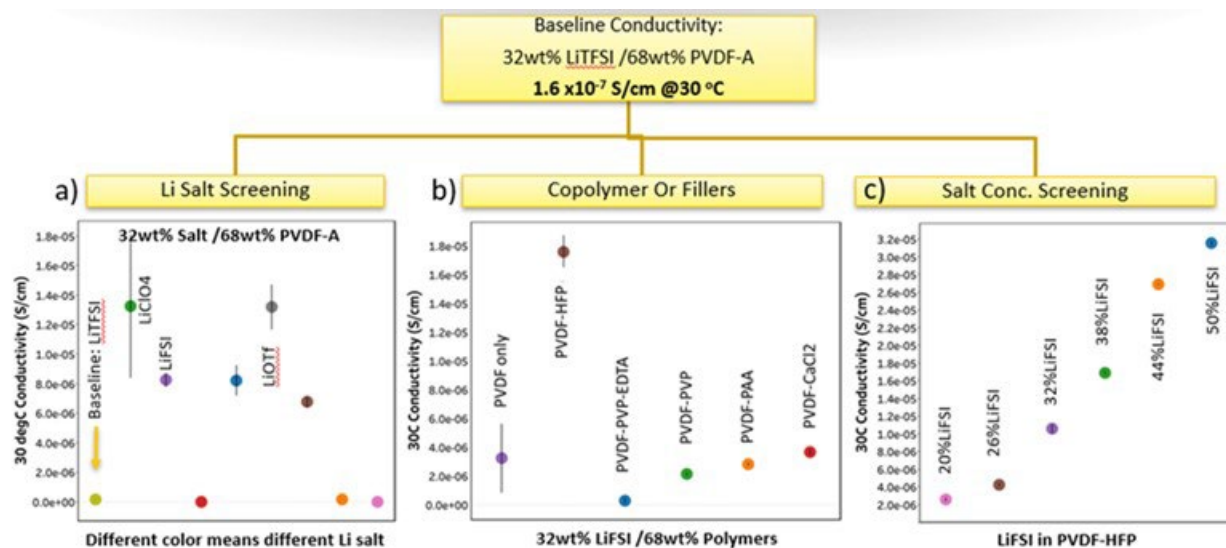 Baseline Conductivity:
32wt% LiTFSI /68wt% PVDF-A
1.6 x10-7 S/cm @30 oC
a)
Li Salt Screening
32wt% Salt /68wt% PVDF-A
30 degC Conductivity (S/cm)
1.8e-05
1.6e-05
1.4e-05
1.2e-05
1.0e-05
8.0e-06
6.0e-06
4.0e-06
2.0e-06
0.0e+00
Baseline: LiTFSI
LiClO4
LiFSI
LiOTf
Different color means different Li salt
b)
Copolymer Or Fillers
30C Conductivity (S/cm)
1.8e-05
1.6e-05
1.4e-05
1.2e-05
1.0e-05
8.0e-06
6.0e-06
4.0e-06
2.0e-06
0.0e+00
PVDF only
PVDF-HFP
PVDF-PVP-EDTA
PVDF-PVP
PVDF-PAA
PVDF-CaCl2
32wt% LiFSI /68wt% Polymers
c)
Salt Conc. Screening
30C Conductivity (S/cm)
3.2e-05
3.0e-05
2.8e-05
2.6e-05
2.4e-05
2.2e-05
2.0e-05
1.8e-05
1.6e-05
1.4e-05
1.2e-05
1.0e-05
8.0e-06
6.0e-06
4.0e-06
2.0e-06
20%LiFSI
26%LiFSI
32%LiFSI
38%LiFSI
44%LiFSI
50%LiFSI
LiFSI in PVDF-HFP